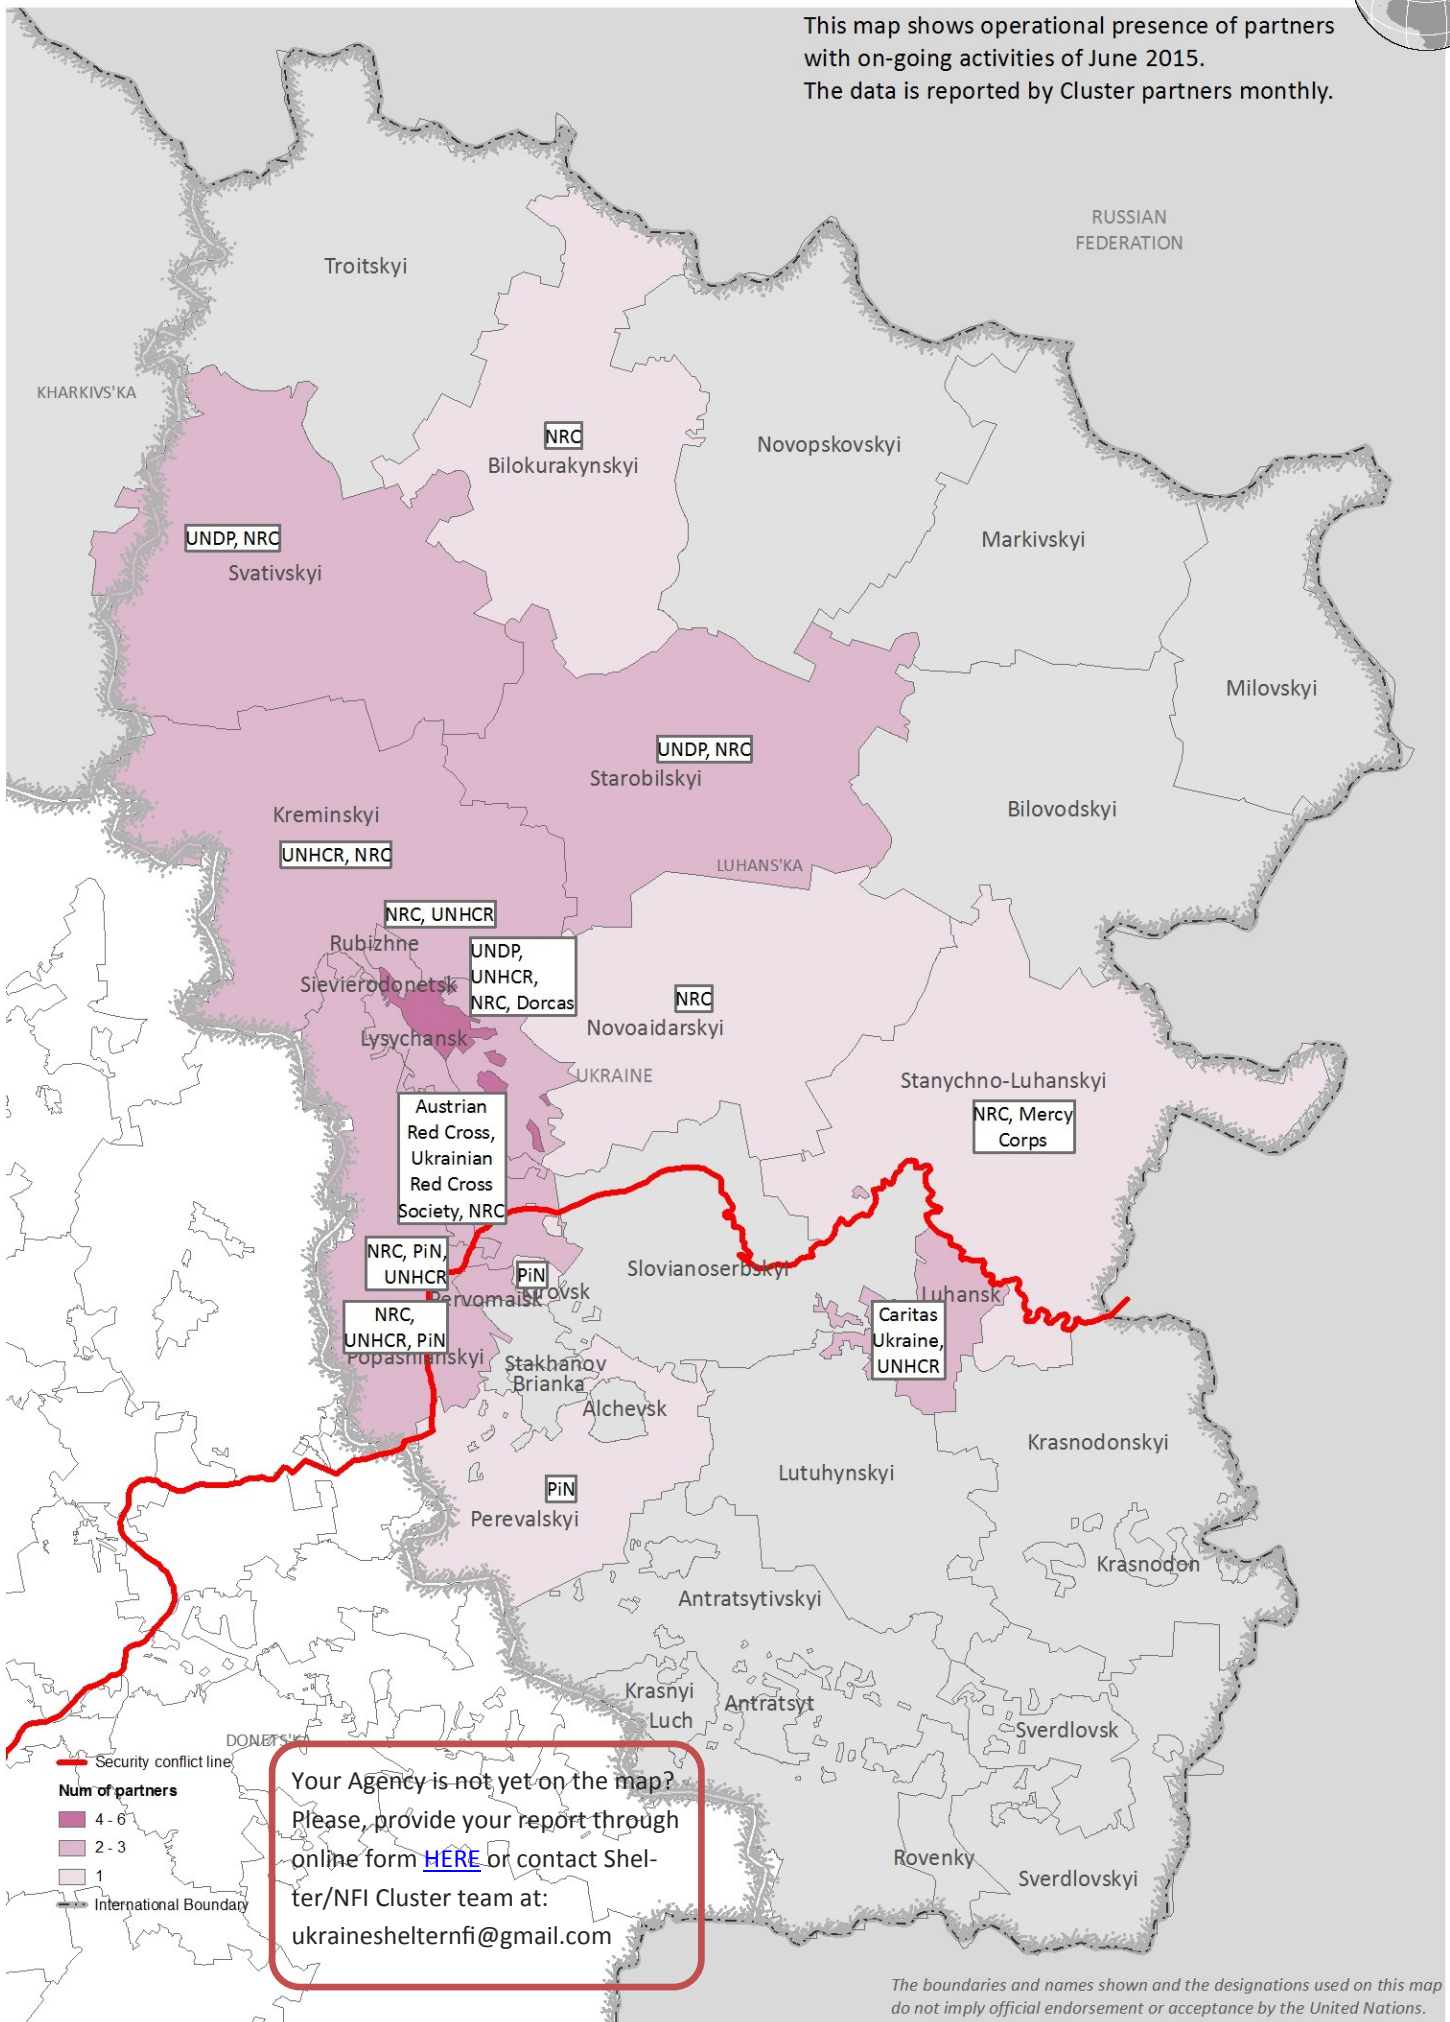 This map shows operational presence of partners
with on-going activities of June 2015.
The data is reported by Cluster partners monthly.
RUSSIAN
FEDERATION
Troitskyi
KHARKIVS'KA
NRC
Bilokurakynskyi
Novopskovskyi
UNDP, NRC
Svativskyi
Markivskyi
Milovskyi
UNDP, NRC
Starobilskyi
Bilovodskyi
Kreminskyi
UNHCR, NRC
LUHANS'KA
NRC, UNHCR
Rubizhne
UNDP,
UNHCR,
NRC, Dorcas
Sievierodonetsk
NRC
Novoaidarskyi
Lysychansk
UKRAINE
Stanychno-Luhanskyi
NRC, Mercy
Corps
Austrian
Red Cross,
Ukrainian
Red Cross
Society, NRC
NRC, PiN,
UNHCR
PiN
Kirovsk
Pervomaisk
Slovianoserbskyi
Luhansk
Caritas
Ukraine,
UNHCR
NRC,
UNHCR, PiN
Popasnianskyi
Stakhanov
Brianka
Alchevsk
Krasnodonskyi
Lutuhynskyi
PiN
Perevalskyi
Krasnodon
Antratsytivskyi
Krasnyi
Luch
Antratsyt
Sverdlovsk
DONETS'KA
Rovenky
Sverdlovskyi
Security conflict line
Num of partners
4 - 6
2 - 3
1
International Boundary
Your Agency is not yet on the map?
Please, provide your report through
online form HERE or contact Shel-
ter/NFI Cluster team at:
ukraineshelternfi@gmail.com
The boundaries and names shown and the designations used on this map
do not imply official endorsement or acceptance by the United Nations.